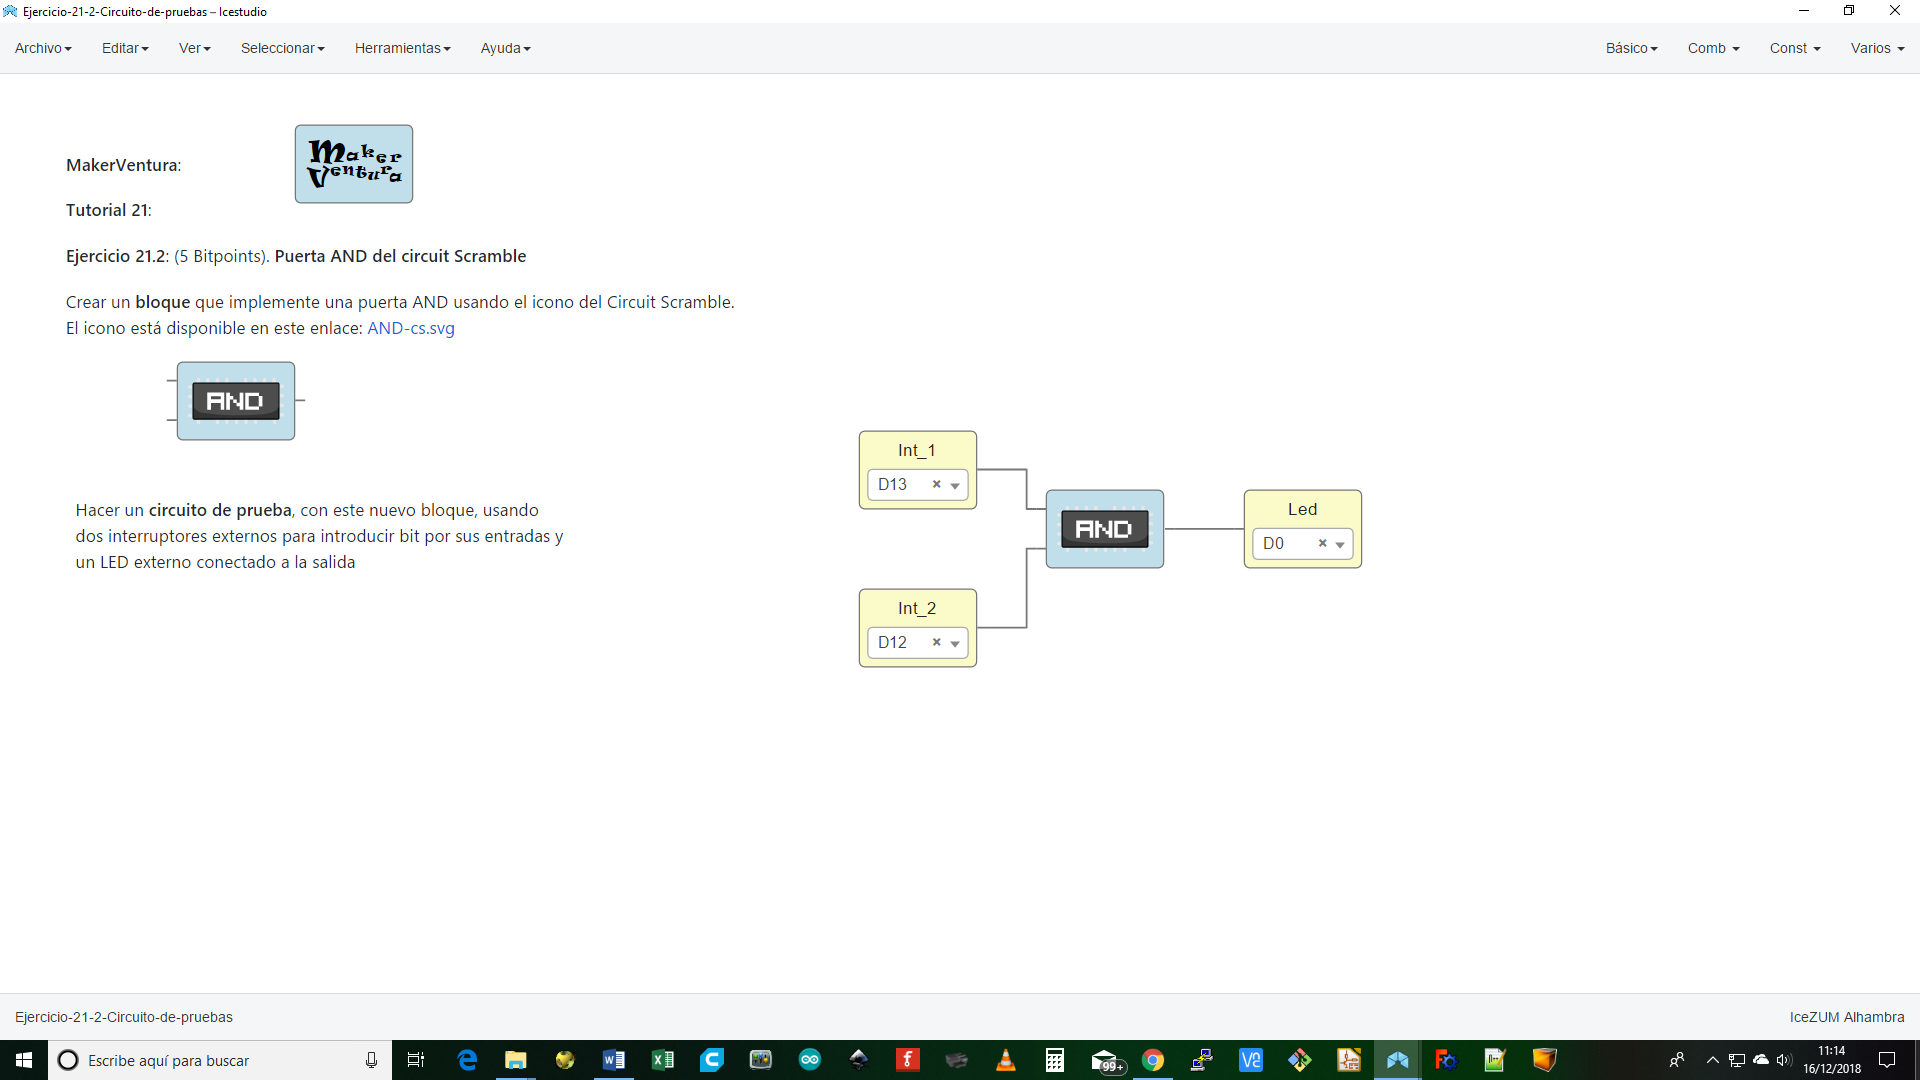 Ejercicio-21-2-Circuito-de-pruebas – Icestudio
Archivo Editar Ver Seleccionar Herramientas Ayuda Básico Comb Const Varios
Maker
Ventura
MakerVentura:
Tutorial 21:
Ejercicio 21.2: (5 Bitpoints). Puerta AND del circuit Scramble
Crear un bloque que implemente una puerta AND usando el icono del Circuit Scramble.
El icono está disponible en este enlace: AND-cs.svg
AND
Hacer un circuito de prueba, con este nuevo bloque, usando
dos interruptores externos para introducir bit por sus entradas y
un LED externo conectado a la salida
Int_1
D13
AND
Led
D0
Int_2
D12
Ejercicio-21-2-Circuito-de-pruebas
IceZUM Alhambra
Escribe aquí para buscar
99+
11:14
16/12/2018